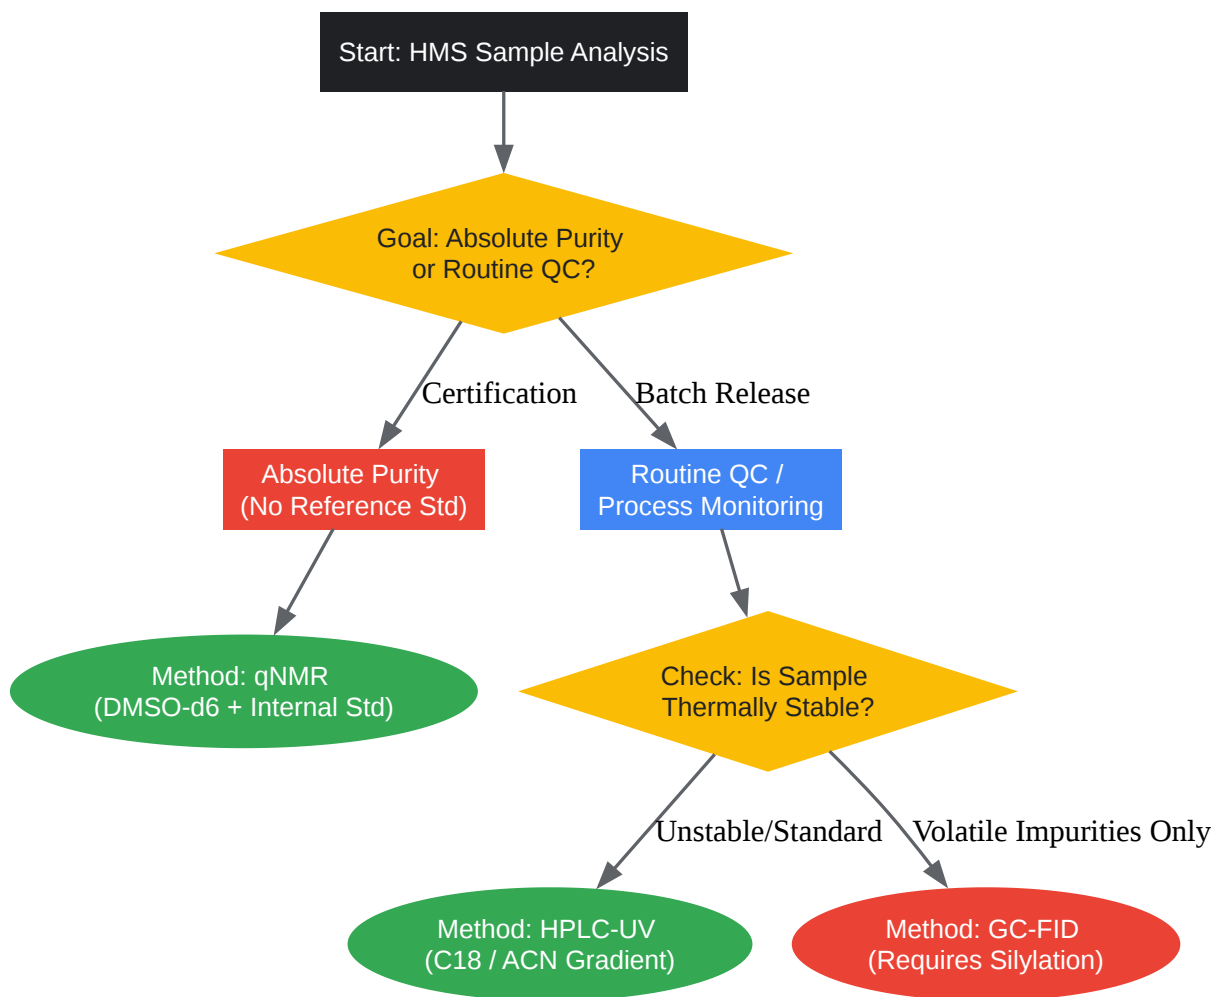 Start: HMS Sample Analysis
Goal: Absolute Purity
or Routine QC?
Certification
Batch Release
Absolute Purity
(No Reference Std)
Routine QC /
Process Monitoring
Method: qNMR
(DMSO-d6 + Internal Std)
Check: Is Sample
Thermally Stable?
Unstable/Standard
Volatile Impurities Only
Method: HPLC-UV
(C18 / ACN Gradient)
Method: GC-FID
(Requires Silylation)